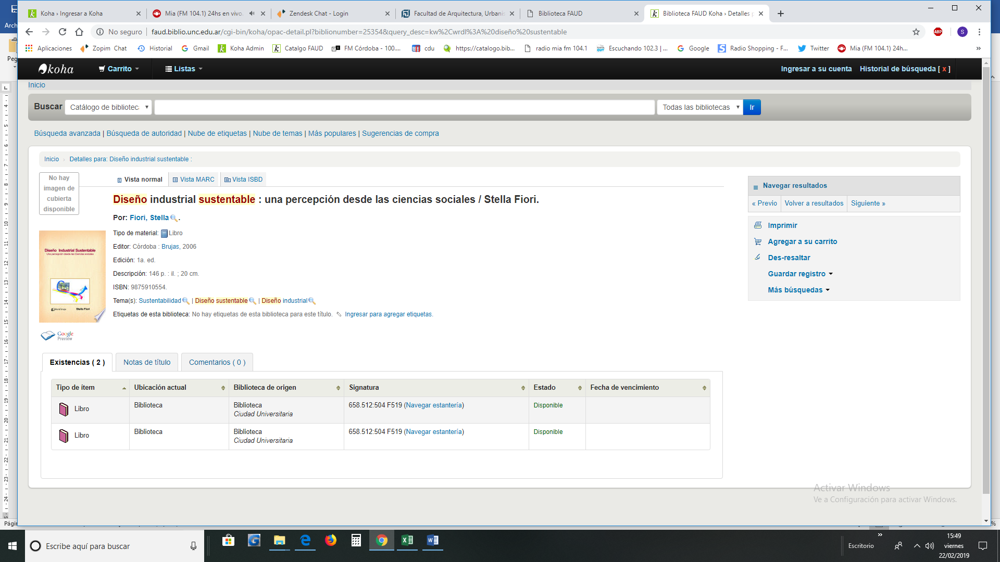 Koha › Ingresar a Koha
Mia (FM 104.1) 24hs en vivo.
Zendesk Chat - Login
Facultad de Arquitectura, Urbanis
Biblioteca FAUD
Biblioteca FAUD Koha › Detalles p
Arch
No seguro
faud.biblio.unc.edu.ar/cgi-bin/koha/opac-detail.pl?biblionumber=25354&query_desc=kw%2Cwrdl%3A%20diseño%20sustentable
ABP
S
Aplicaciones
Zopim Chat
Historial
Gmail
Koha Admin
Catalgo FAUD
FM Córdoba - 100....
cdu
https://catalogo.bib...
radio mia fm 104.1
Escuchando 102.3 | ...
Google
Radio Shopping - F...
Twitter
Mia (FM 104.1) 24h...
»
Peg
koha
Carrito
Listas
Ingresar a su cuenta
Historial de búsqueda [ x ]
Inicio
Buscar
Catálogo de bibliotec
Todas las bibliotecas
Ir
Búsqueda avanzada | Búsqueda de autoridad | Nube de etiquetas | Nube de temas | Más populares | Sugerencias de compra
Inicio › Detalles para: Diseño industrial sustentable :
No hay
imagen de
cubierta
disponible
Vista normal
Vista MARC
Vista ISBD
Diseño industrial sustentable : una percepción desde las ciencias sociales / Stella Fiori.
Por: Fiori, Stella .
Tipo de material: Libro
Editor: Córdoba : Brujas, 2006
Edición: 1a. ed.
Descripción: 146 p. : il. ; 20 cm.
ISBN: 9875910554.
Tema(s): Sustentabilidad | Diseño sustentable | Diseño industrial
Etiquetas de esta biblioteca: No hay etiquetas de esta biblioteca para este título. Ingresar para agregar etiquetas.
Diseño Industrial Sustentable
Una percepción desde las Ciencias sociales
Stella Fiori
Google
Preview
Navegar resultados
« Previo
Volver a resultados
Siguiente »
Imprimir
Agregar a su carrito
Des-resaltar
Guardar registro
Más búsquedas
Existencias ( 2 )
Notas de título
Comentarios ( 0 )
Tipo de ítem
Ubicación actual
Biblioteca de origen
Signatura
Estado
Fecha de vencimiento
Libro
Biblioteca
Biblioteca
Ciudad Universitaria
658.512:504 F519 (Navegar estantería)
Disponible
Libro
Biblioteca
Biblioteca
Ciudad Universitaria
658.512:504 F519 (Navegar estantería)
Disponible
Activar Windows
Ve a Configuración para activar Windows.
Págin
%
Escribe aquí para buscar
Escritorio
»
15:49
viernes
22/02/2019